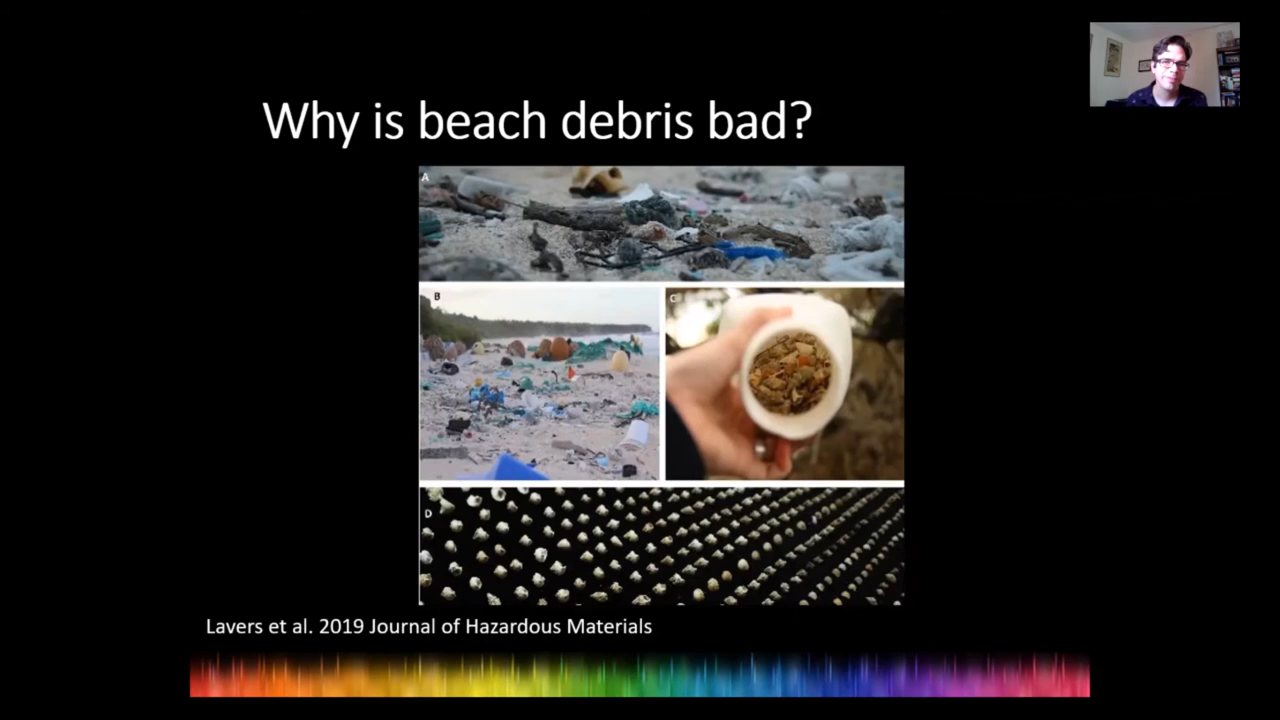 Why is beach debris bad?
A
B
C
D
Lavers et al. 2019 Journal of Hazardous Materials